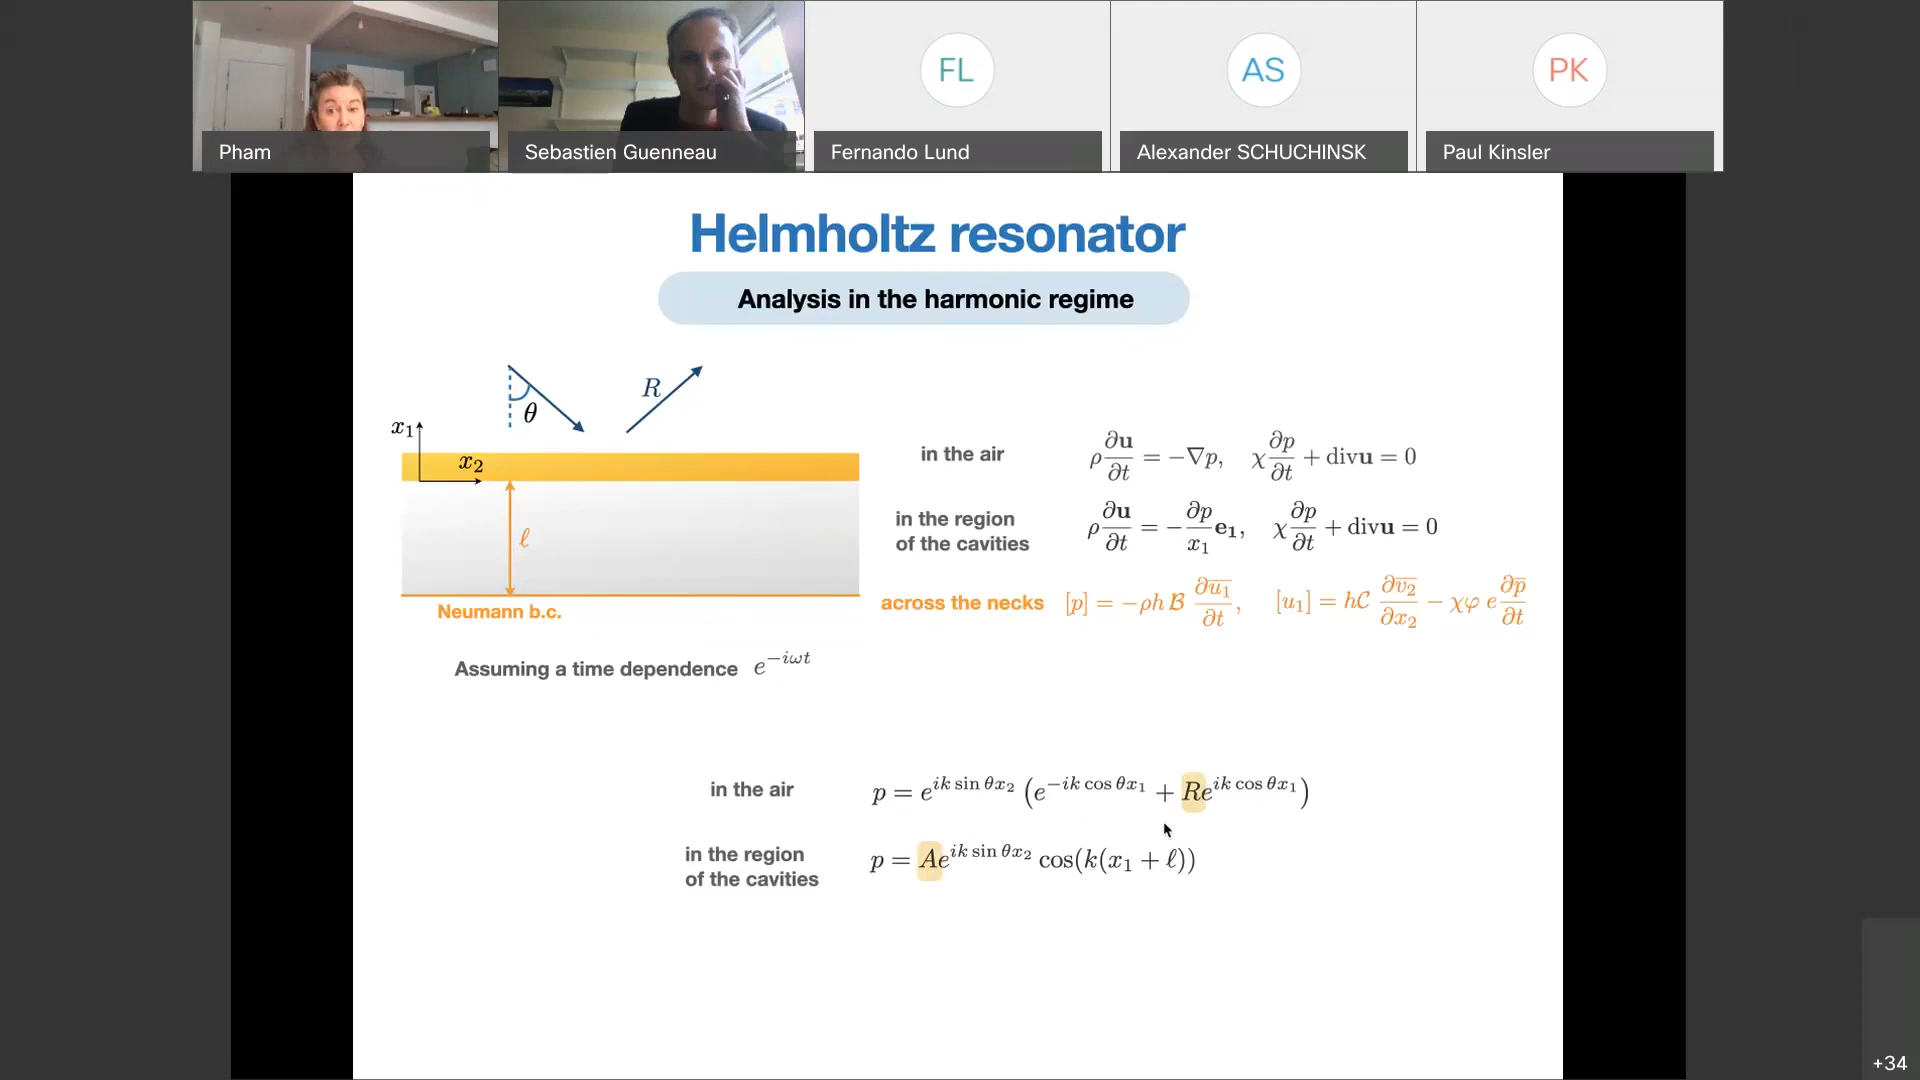 Pham
Sebastien Guenneau
FL
Fernando Lund
AS
Alexander SCHUCHINSK
PK
Paul Kinsler
Helmholtz resonator
Analysis in the harmonic regime
R
θ
x₁
x₂
ℓ
Neumann b.c.
in the air ρ ∂u/∂t = −∇p, χ ∂p/∂t + divu = 0
in the region
of the cavities ρ ∂u/∂t = − ∂p/x₁ e₁, χ ∂p/∂t + divu = 0
across the necks [p] = −ρh 𝓑 ∂u̅₁/∂t, [u₁] = h𝓒 ∂v̅₂/∂x₂ − χφ e ∂p̅/∂t
Assuming a time dependence e^{−iωt}
in the air p = e^{ik sin θx₂} (e^{−ik cos θx₁} + Re^{ik cos θx₁})
in the region
of the cavities p = Ae^{ik sin θx₂} cos(k(x₁ + ℓ))
+34